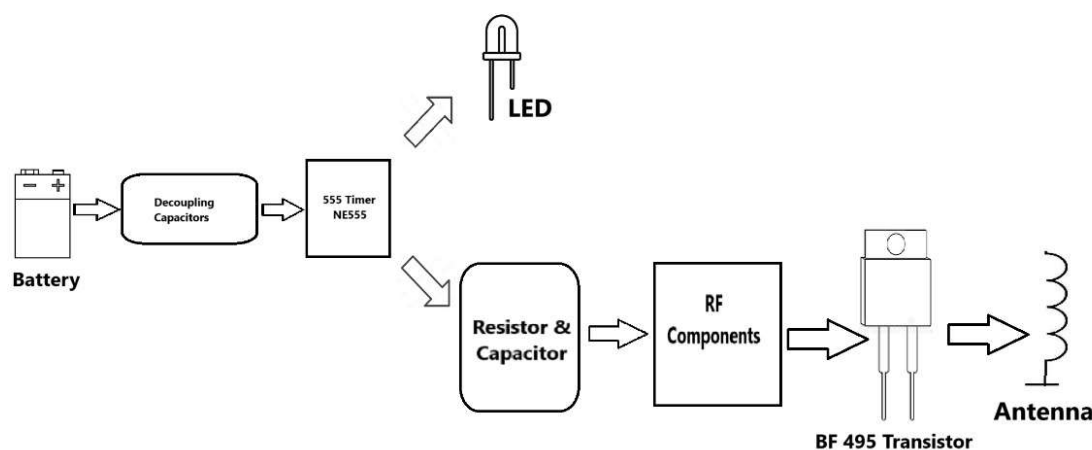 LED
Decoupling
Capacitors
555 Timer
NE555
Battery
Resistor &
Capacitor
RF
Components
BF 495 Transistor
Antenna